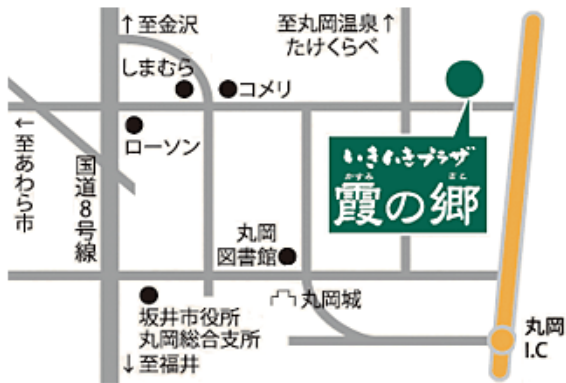 ↑至金沢
至丸岡温泉↑
たけくらべ
しまむら
コメリ
ローソン
←至あわら市
国道8号線
いきいきプラザ
かすみ
さと
霞の郷
丸岡
図書館
丸岡城
坂井市役所
丸岡総合支所
↓至福井
丸岡
I.C